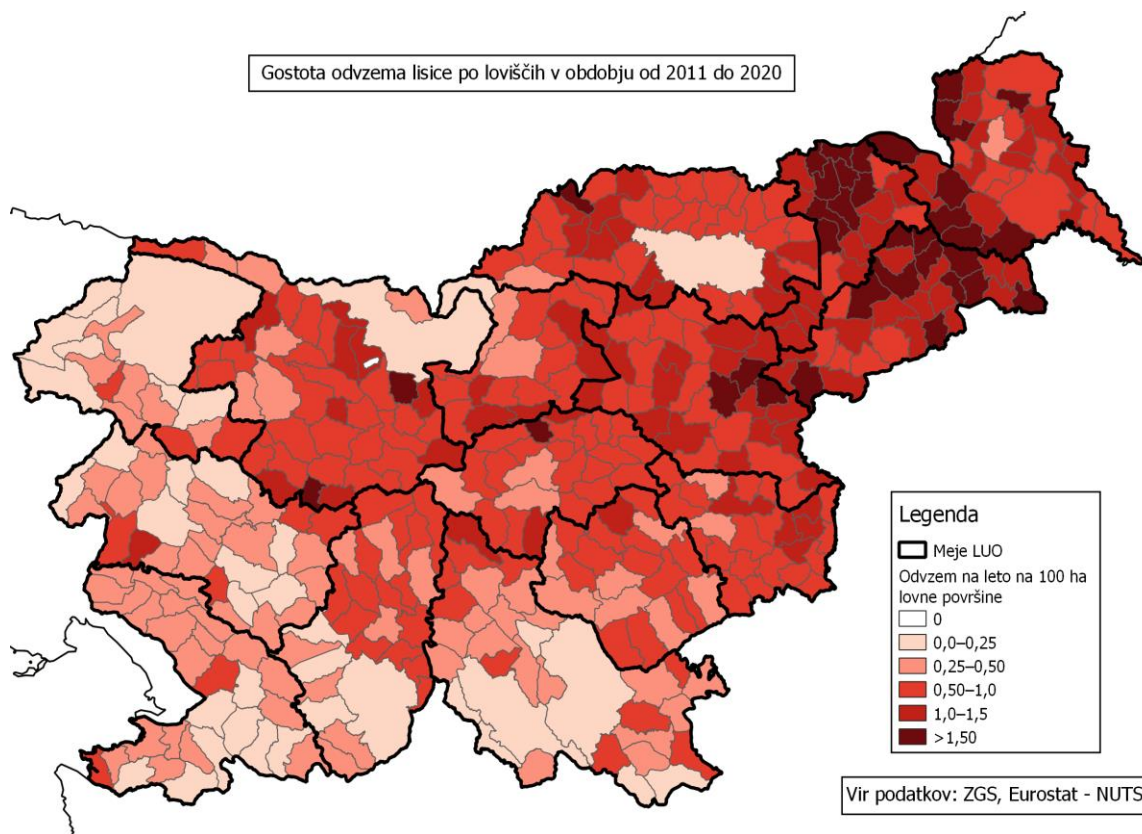 Gostota odvzema lisice po loviščih v obdobju od 2011 do 2020
Legenda
Meje LUO
Odvzem na leto na 100 ha
lovne površine
0
0,0–0,25
0,25–0,50
0,50–1,0
1,0–1,5
>1,50
Vir podatkov: ZGS, Eurostat - NUTS